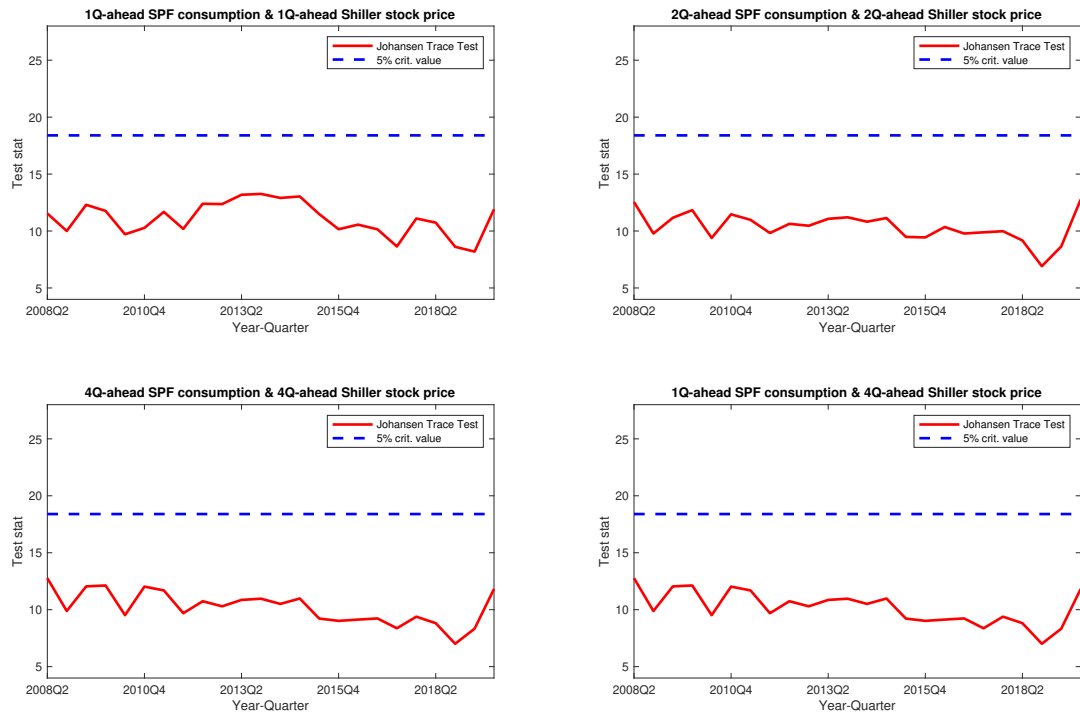 1Q-ahead SPF consumption & 1Q-ahead Shiller stock price
Johansen Trace Test
5% crit. value
25
20
15
10
5
Test stat
2008Q2 2010Q4 2013Q2 2015Q4 2018Q2
Year-Quarter
2Q-ahead SPF consumption & 2Q-ahead Shiller stock price
Johansen Trace Test
5% crit. value
25
20
15
10
5
Test stat
2008Q2 2010Q4 2013Q2 2015Q4 2018Q2
Year-Quarter
4Q-ahead SPF consumption & 4Q-ahead Shiller stock price
Johansen Trace Test
5% crit. value
25
20
15
10
5
Test stat
2008Q2 2010Q4 2013Q2 2015Q4 2018Q2
Year-Quarter
1Q-ahead SPF consumption & 4Q-ahead Shiller stock price
Johansen Trace Test
5% crit. value
25
20
15
10
5
Test stat
2008Q2 2010Q4 2013Q2 2015Q4 2018Q2
Year-Quarter